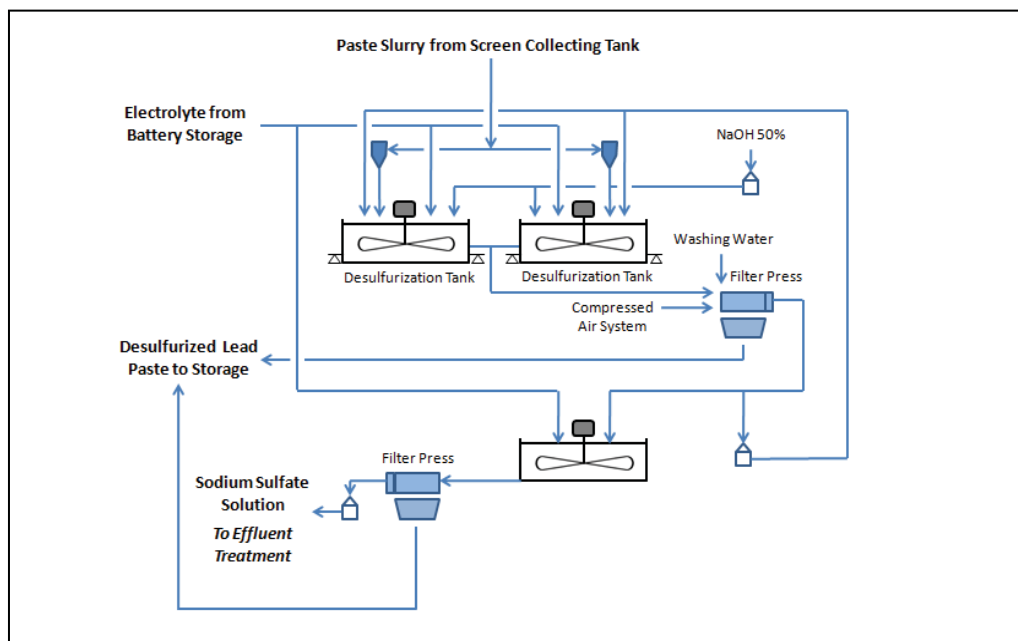 Paste Slurry from Screen Collecting Tank
Electrolyte from
Battery Storage
NaOH 50%
Washing Water
Desulfurization Tank
Desulfurization Tank
Filter Press
Compressed
Air System
Desulfurized Lead
Paste to Storage
Filter Press
Sodium Sulfate
Solution
To Effluent
Treatment